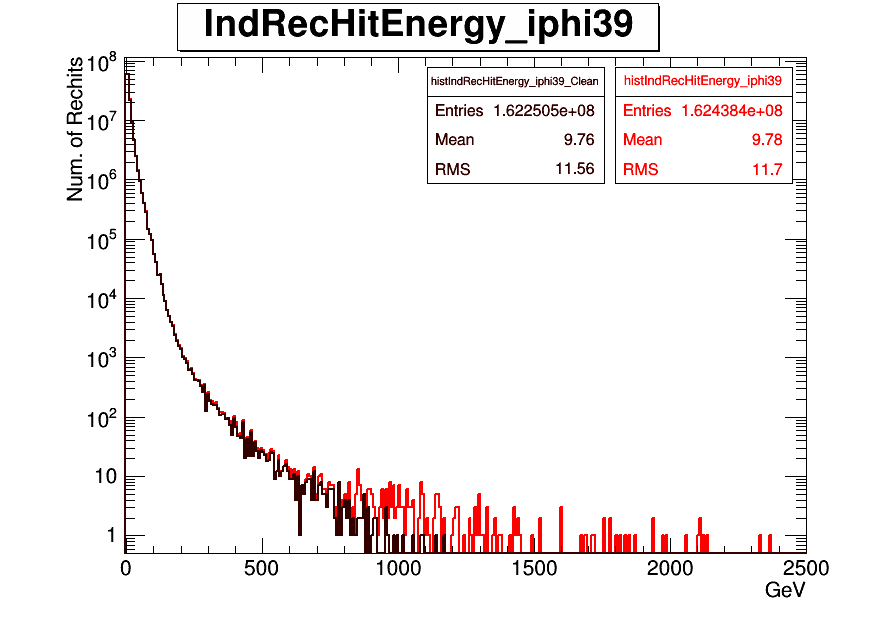 IndRecHitEnergy_iphi39
Num. of Rechits
histIndRecHitEnergy_iphi39_Clean
Entries 1.622505e+08
Mean 9.76
RMS 11.56
histIndRecHitEnergy_iphi39
Entries 1.624384e+08
Mean 9.78
RMS 11.7
10^8
10^7
10^6
10^5
10^4
10^3
10^2
10
1
0 500 1000 1500 2000 2500
GeV